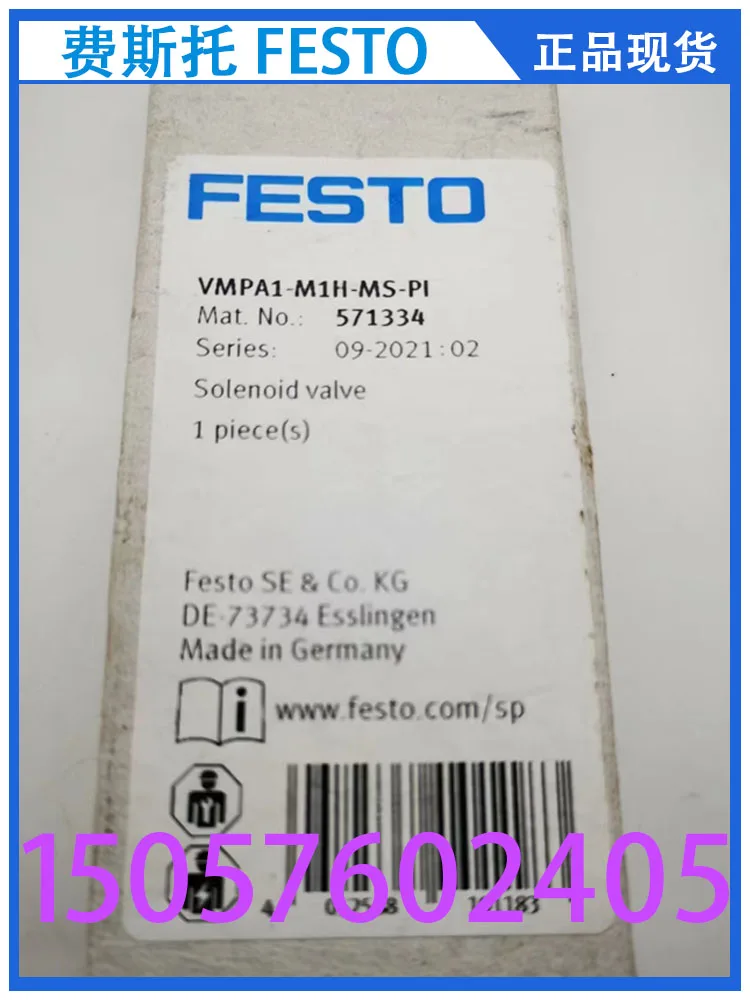 费斯托 FESTO
正品现货
FESTO
VMPA1-M1H-MS-PI
Mat. No.: 571334
Series: 09-2021:02
Solenoid valve
1 piece(s)
Festo SE & Co. KG
DE-73734 Esslingen
Made in Germany
i www.festo.com/sp
15057602405